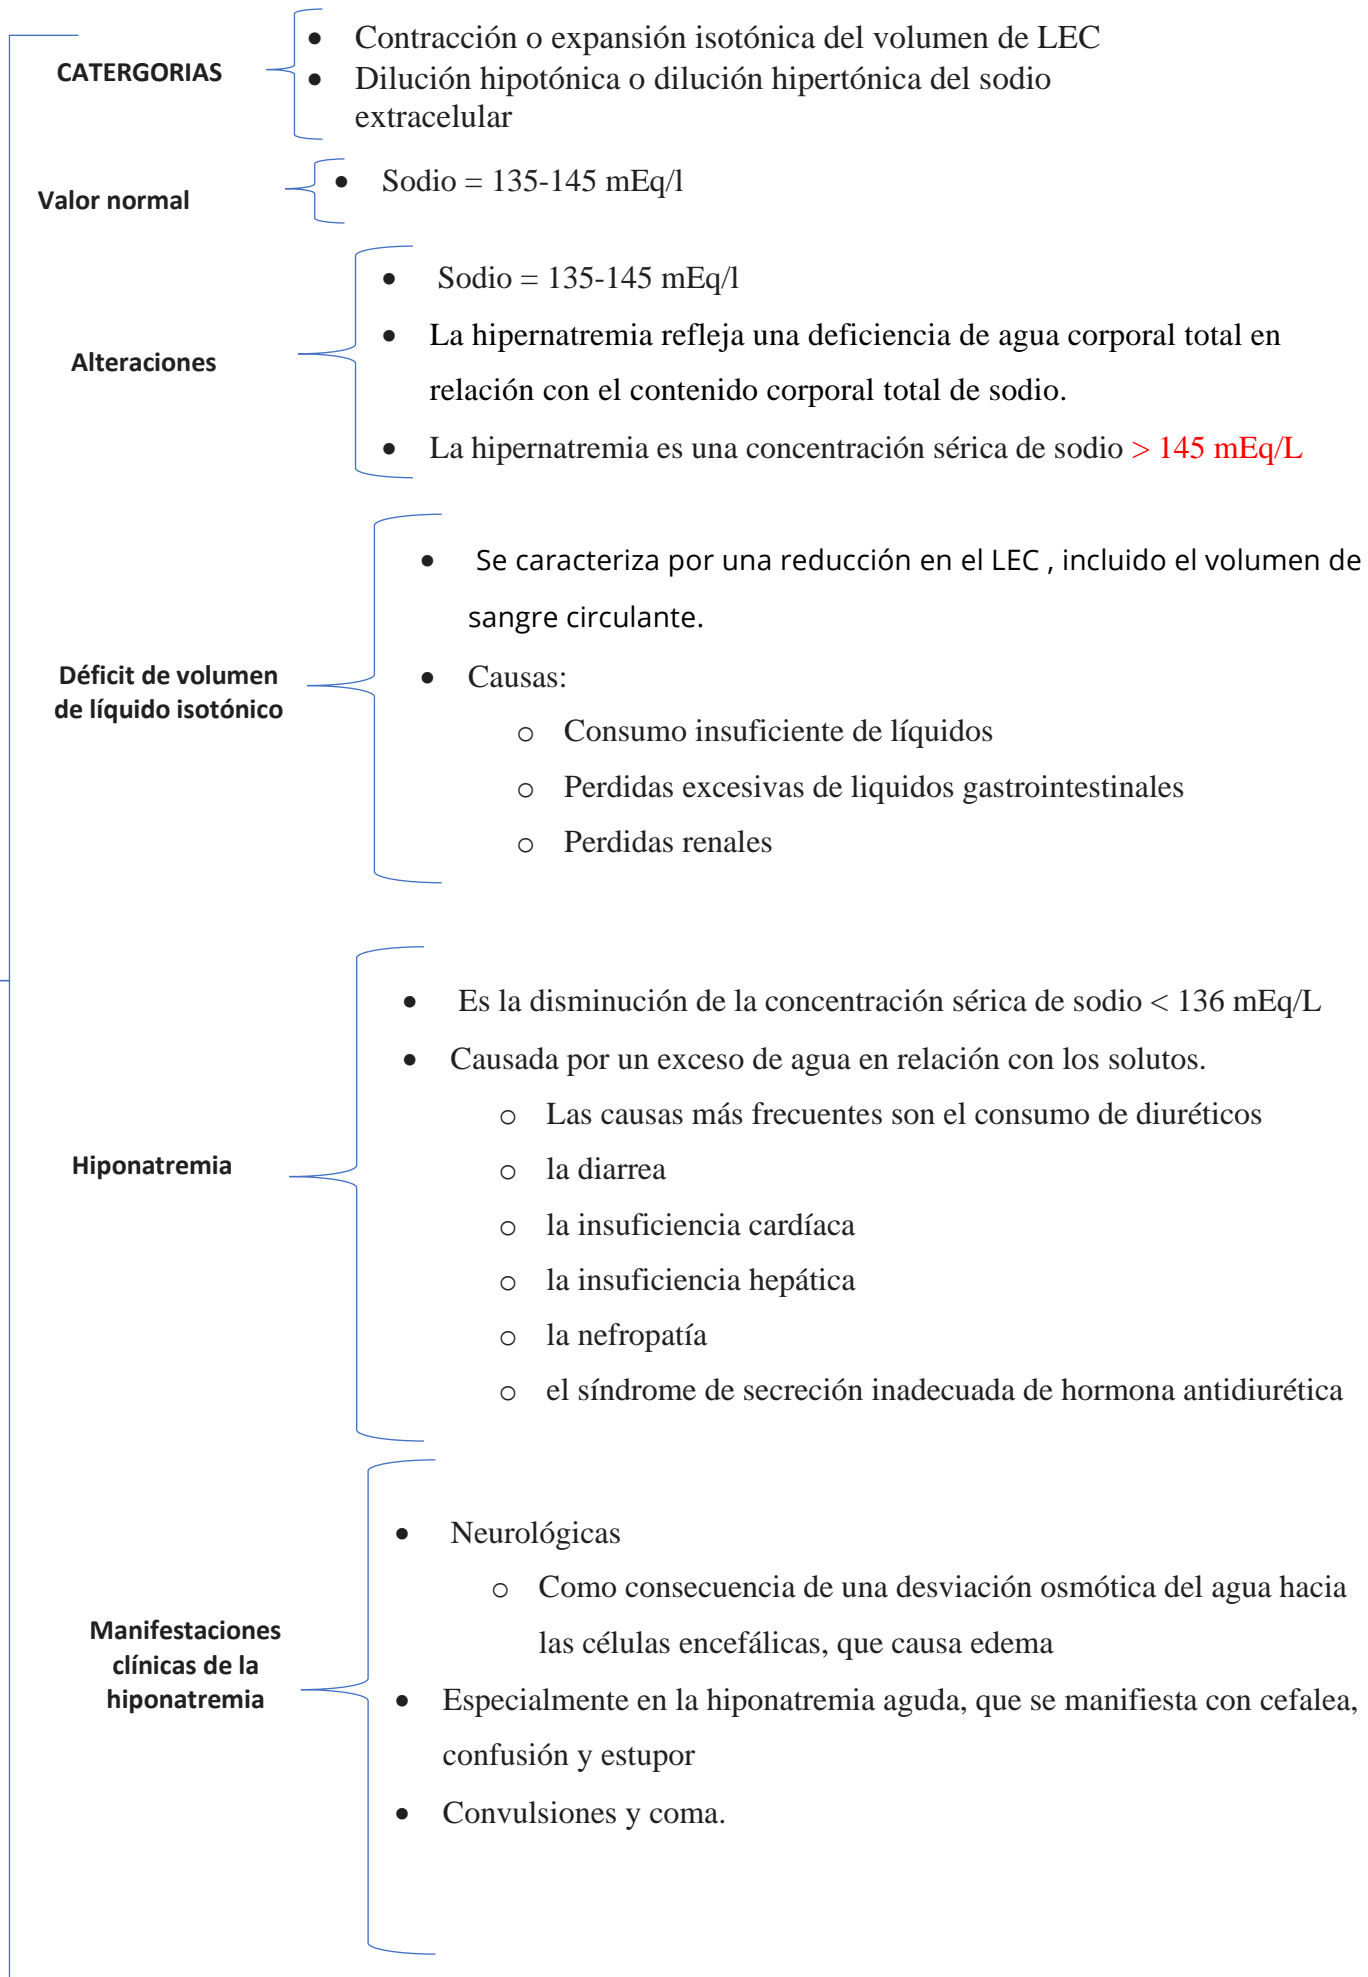 CATERGORIAS
• Contracción o expansión isotónica del volumen de LEC
• Dilución hipotónica o dilución hipertónica del sodio
extracelular
Valor normal
• Sodio = 135-145 mEq/l
Alteraciones
• Sodio = 135-145 mEq/l
• La hipernatremia refleja una deficiencia de agua corporal total en
relación con el contenido corporal total de sodio.
• La hipernatremia es una concentración sérica de sodio > 145 mEq/L
Déficit de volumen
de líquido isotónico
• Se caracteriza por una reducción en el LEC , incluido el volumen de
sangre circulante.
• Causas:
o Consumo insuficiente de líquidos
o Perdidas excesivas de liquidos gastrointestinales
o Perdidas renales
Hiponatremia
• Es la disminución de la concentración sérica de sodio < 136 mEq/L
• Causada por un exceso de agua en relación con los solutos.
o Las causas más frecuentes son el consumo de diuréticos
o la diarrea
o la insuficiencia cardíaca
o la insuficiencia hepática
o la nefropatía
o el síndrome de secreción inadecuada de hormona antidiurética
Manifestaciones
clínicas de la
hiponatremia
• Neurológicas
o Como consecuencia de una desviación osmótica del agua hacia
las células encefálicas, que causa edema
• Especialmente en la hiponatremia aguda, que se manifiesta con cefalea,
confusión y estupor
• Convulsiones y coma.